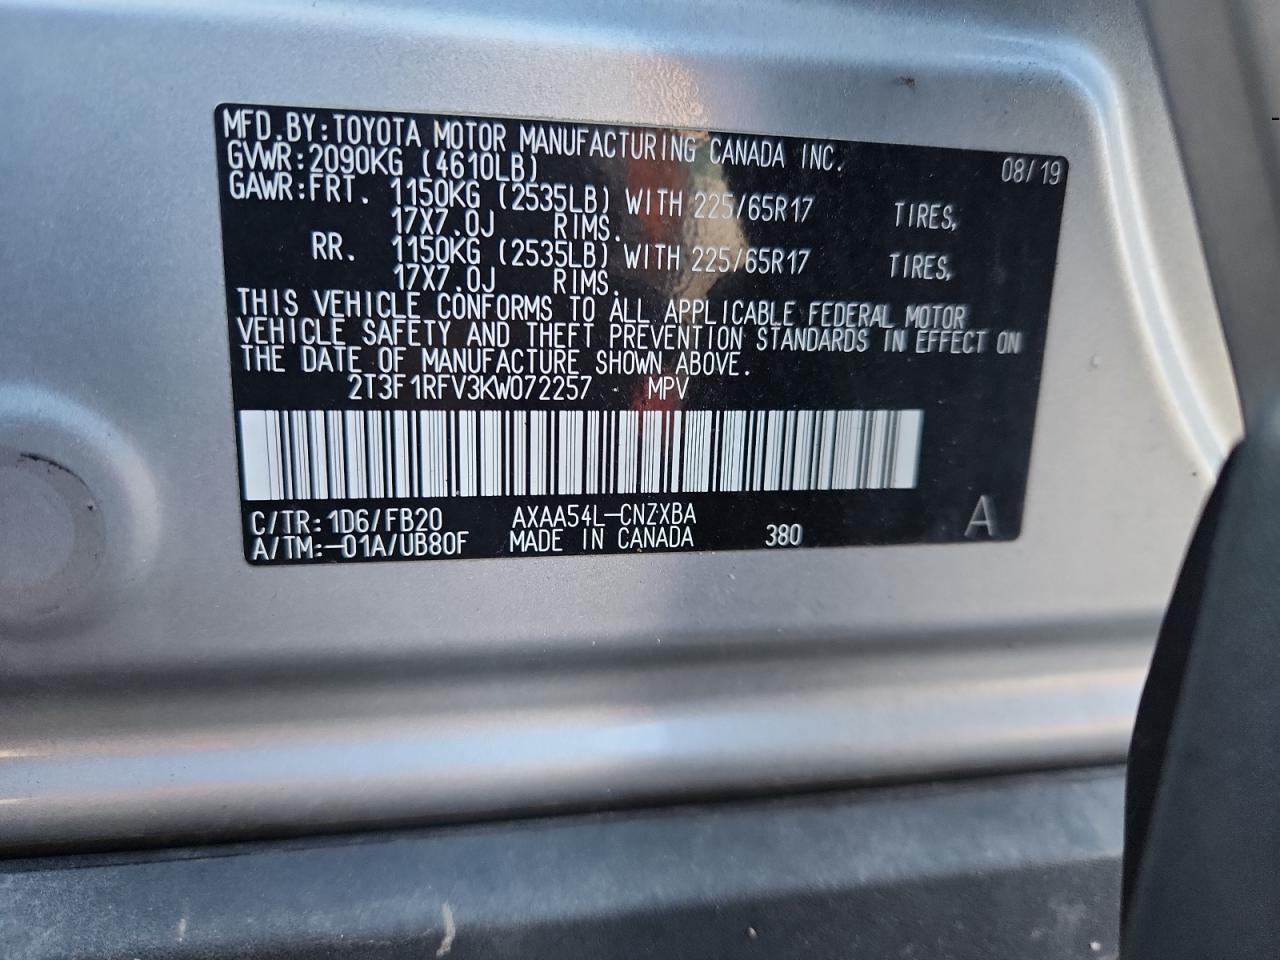 MFD.BY:TOYOTA MOTOR MANUFACTURING CANADA INC. 08/19
GVWR:2090KG (4610LB)
GAWR:FRT. 1150KG (2535LB) WITH 225/65R17 TIRES,
17X7.0J RIMS.
RR. 1150KG (2535LB) WITH 225/65R17 TIRES,
17X7.0J RIMS.
THIS VEHICLE CONFORMS TO ALL APPLICABLE FEDERAL MOTOR
VEHICLE SAFETY AND THEFT PREVENTION STANDARDS IN EFFECT ON
THE DATE OF MANUFACTURE SHOWN ABOVE.
2T3F1RFV3KW072257 MPV
C/TR:1D6/FB20 AXAA54L-CNZXBA
A/TM:-01A/UB80F MADE IN CANADA 380 A